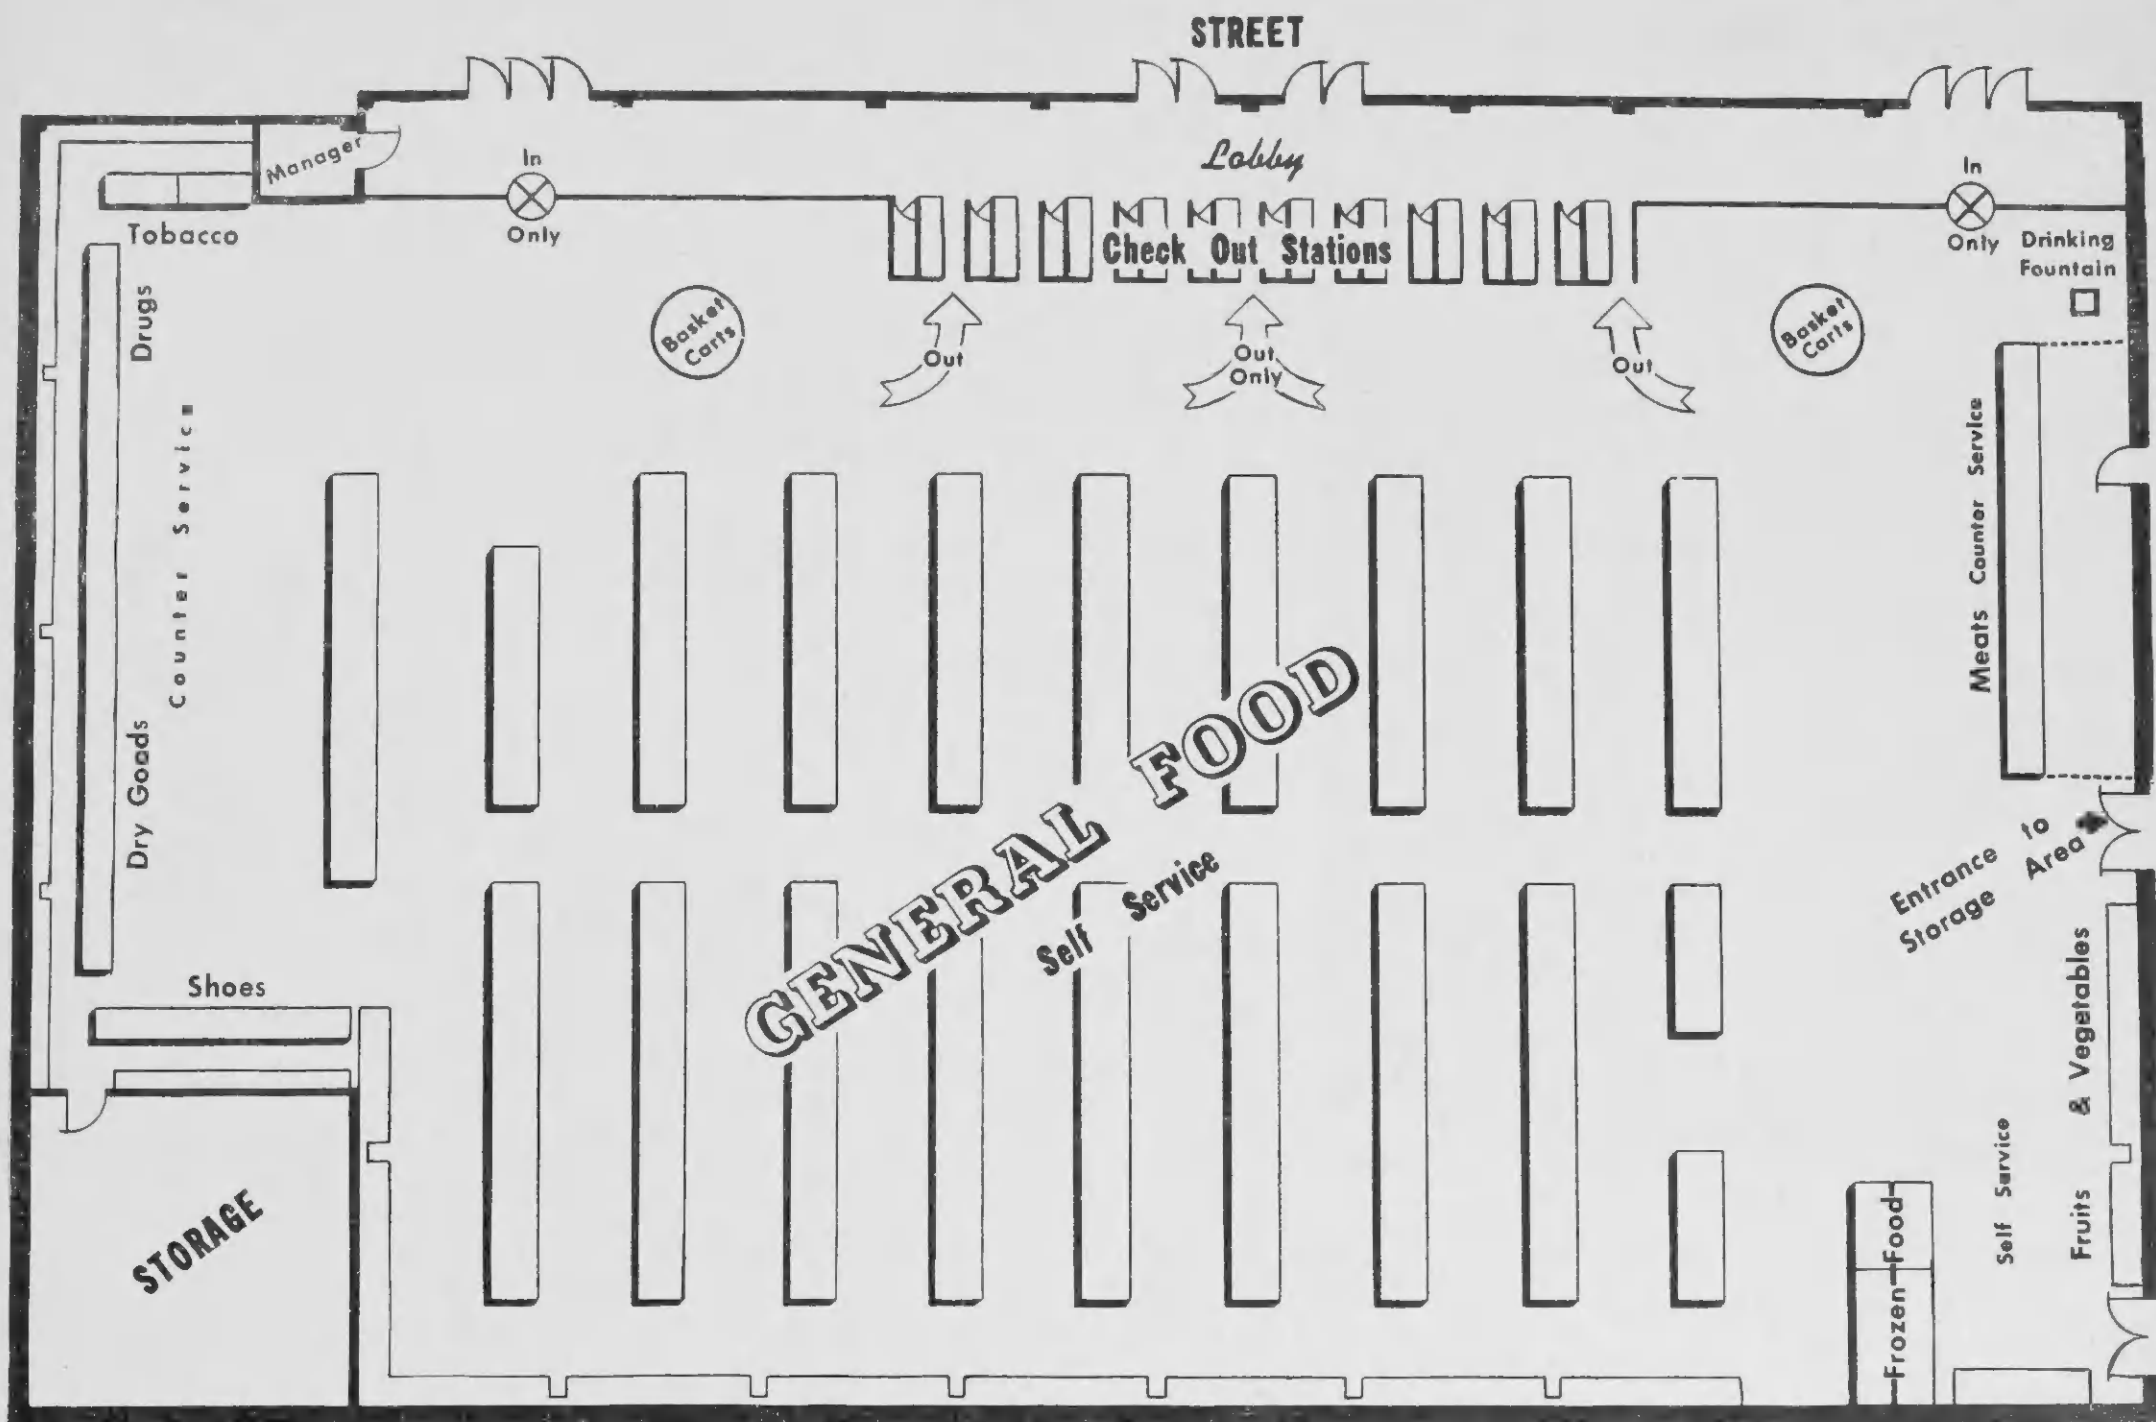 STREET
Lobby
Manager
In
Only
In
Only
Tobacco
Check Out Stations
Drinking
Fountain
Drugs
Basket
Carts
Out
Out
Only
Out
Basket
Carts
Counter Service
Meats Counter Service
Dry Goods
GENERAL FOOD
Self Service
Entrance to
Storage Area
Shoes
Fruits & Vegetables
Self Service
STORAGE
Frozen Food